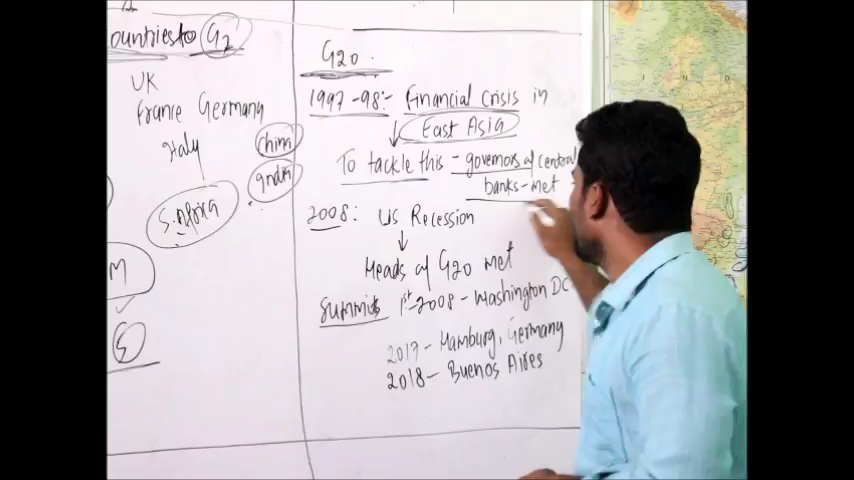 ountries to G7
UK
France Germany
Italy
China
India
S. Africa
M
S
G20
1997-98:- Financial crisis in
East Asia
To tackle this - governors of central
banks - met
2008: US Recession
Heads of G20 met
Summits 1st-2008 - Washington DC
2017 - Hamburg, Germany
2018 - Buenos Aires